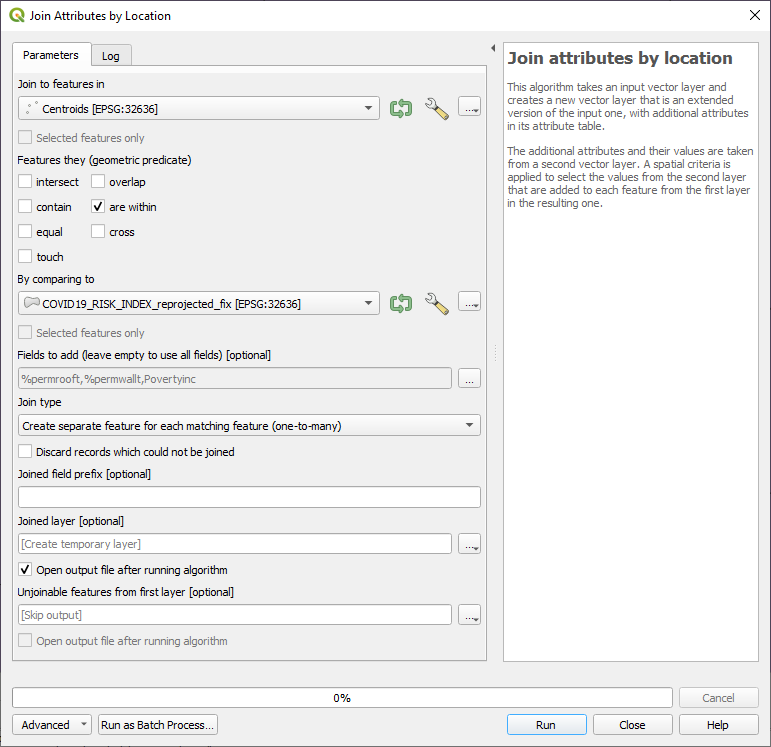 Join Attributes by Location
Parameters
Log
Join to features in
Centroids [EPSG:32636]
...
Selected features only
Features they (geometric predicate)
intersect
overlap
contain
are within
equal
cross
touch
By comparing to
COVID19_RISK_INDEX_reprojected_fix [EPSG:32636]
...
Selected features only
Fields to add (leave empty to use all fields) [optional]
%permrooft,%permwallt,Povertyinc
...
Join type
Create separate feature for each matching feature (one-to-many)
Discard records which could not be joined
Joined field prefix [optional]
Joined layer [optional]
[Create temporary layer]
...
Open output file after running algorithm
Unjoinable features from first layer [optional]
[Skip output]
...
Open output file after running algorithm
Join attributes by location
This algorithm takes an input vector layer and
creates a new vector layer that is an extended
version of the input one, with additional attributes
in its attribute table.
The additional attributes and their values are taken
from a second vector layer. A spatial criteria is
applied to select the values from the second layer
that are added to each feature from the first layer
in the resulting one.
0%
Cancel
Advanced
Run as Batch Process...
Run
Close
Help